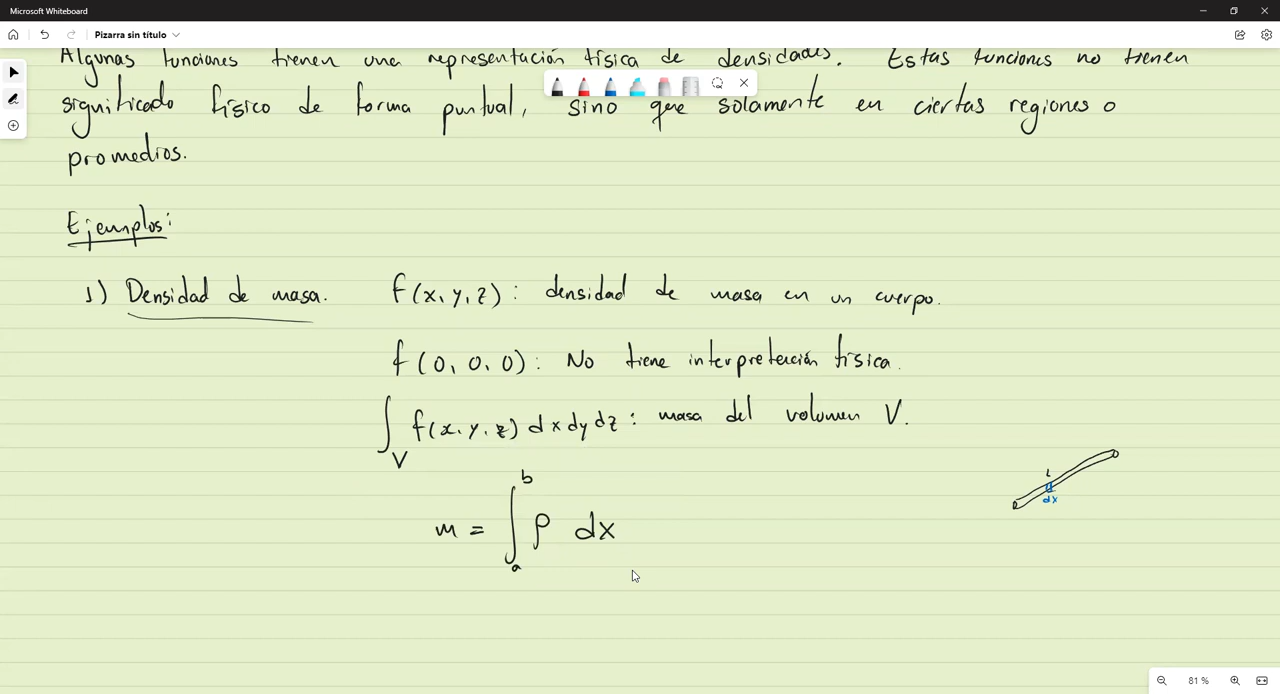 Microsoft Whiteboard
Pizarra sin título
Algunas funciones tienen una representación física de densidades. Estas funciones no tienen
significado físico de forma puntual, sino que solamente en ciertas regiones o
promedios.
Ejemplos:
1) Densidad de masa. f(x, y, z): densidad de masa en un cuerpo.
f(0, 0, 0): No tiene interpretación física.
∫_V f(x, y, z) dx dy dz: masa del volumen V.
m = ∫_a^b ρ dx
L
dx
81 %